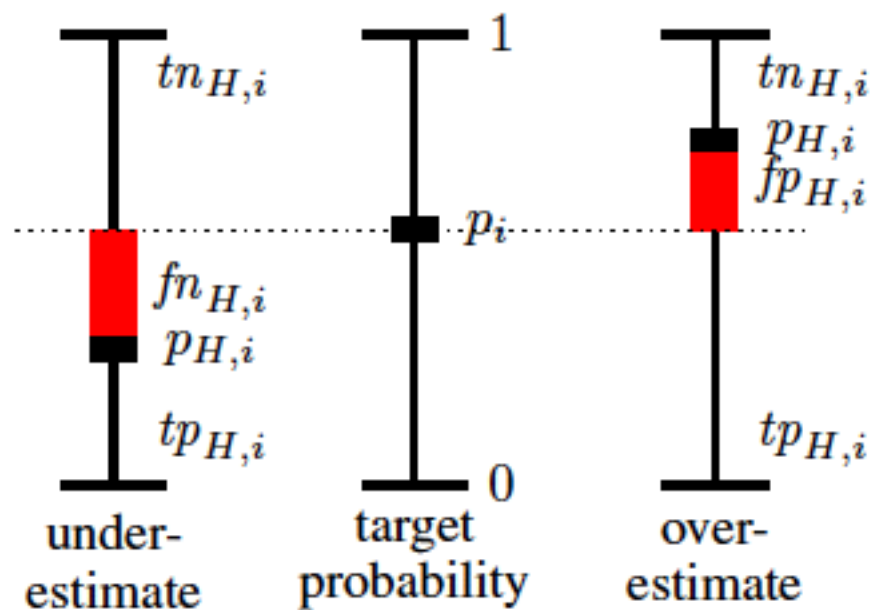 1
tn_{H,i}
tn_{H,i}
p_{H,i}
fp_{H,i}
p_i
fn_{H,i}
p_{H,i}
tp_{H,i}
tp_{H,i}
0
under-
estimate
target
probability
over-
estimate